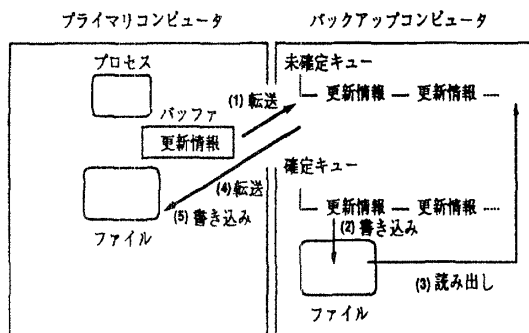 プライマリコンピュータ
バックアップコンピュータ
プロセス
バッファ
更新情報
(1) 転送
未確定キュー
更新情報 — 更新情報 ·····
(4) 転送
(5) 書き込み
ファイル
確定キュー
更新情報 — 更新情報 ·····
(2) 書き込み
(3) 読み出し
ファイル